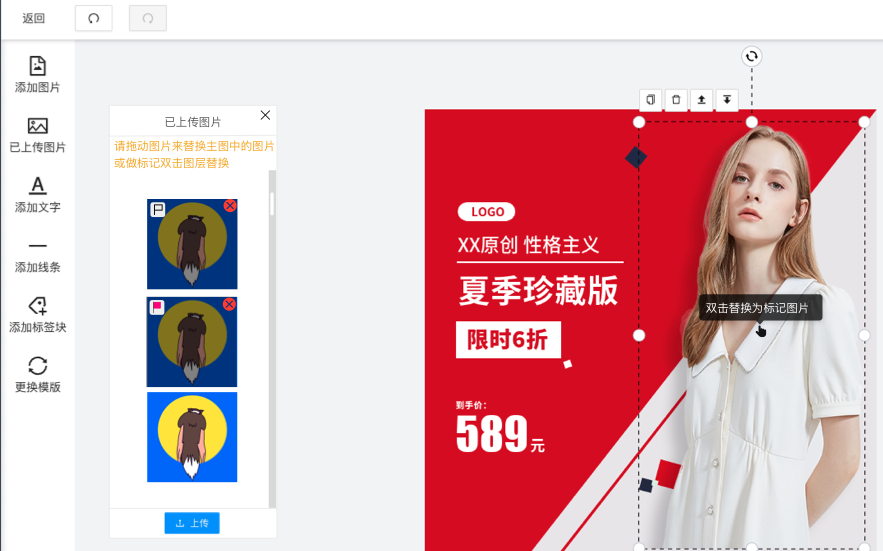 返回
添加图片
已上传图片
添加文字
添加线条
添加标签块
更换模版
已上传图片
请拖动图片来替换主图中的图片
或做标记双击图层替换
上传
LOGO
XX原创 性格主义
夏季珍藏版
限时6折
到手价:
589元
双击替换为标记图片